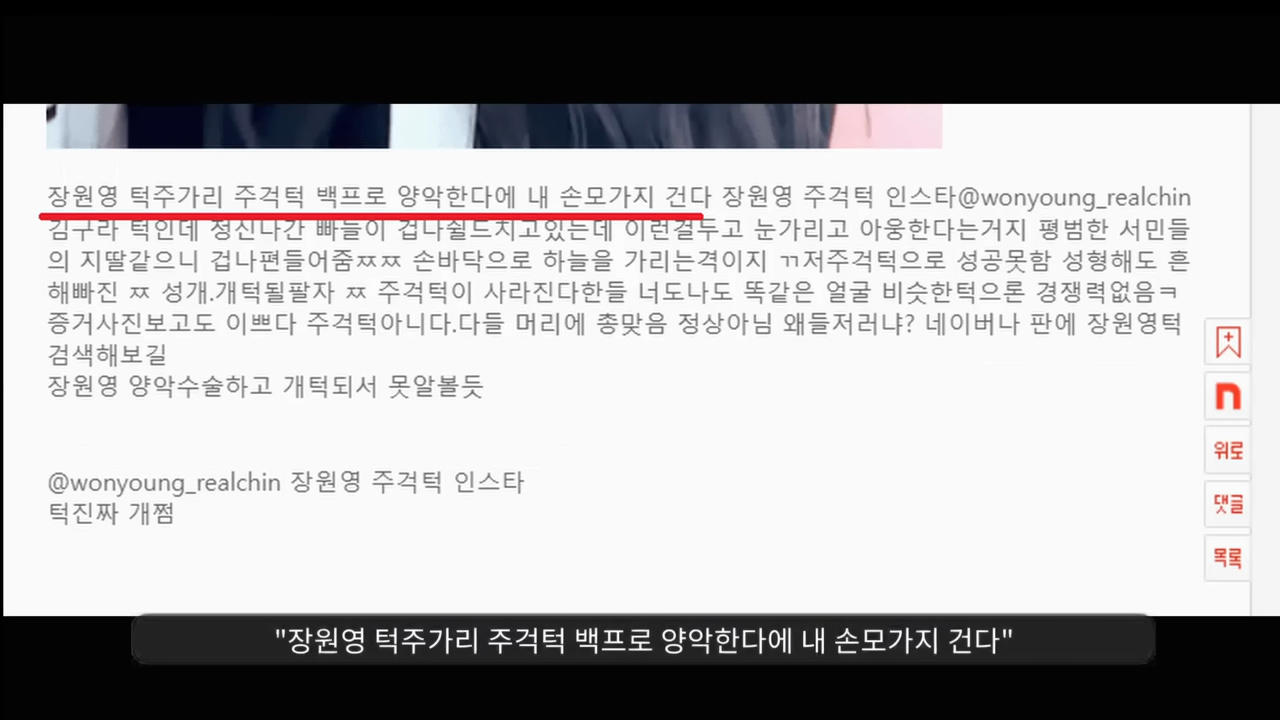 장원영 턱주가리 주걱턱 백프로 양악한다에 내 손모가지 건다 장원영 주걱턱 인스타@wonyoung_realchin
김구라 턱인데 정신나간 빠들이 겁나쉴드치고있는데 이런걸두고 눈가리고 아웅한다는거지 평범한 서민들
의 지딸같으니 겁나편들어줌ㅉㅉ 손바닥으로 하늘을 가리는격이지 ㄲ저주걱턱으로 성공못함 성형해도 흔
해빠진 ㅉ 성개.개턱될팔자 ㅉ 주걱턱이 사라진다한들 너도나도 똑같은 얼굴 비슷한턱으론 경쟁력없음ㅋ
증거사진보고도 이쁘다 주걱턱아니다.다들 머리에 총맞음 정상아님 왜들저러냐? 네이버나 판에 장원영턱
검색해보길
장원영 양악수술하고 개턱되서 못알볼듯
@wonyoung_realchin 장원영 주걱턱 인스타
턱진짜 개쩜
n
위로
댓글
목록
"장원영 턱주가리 주걱턱 백프로 양악한다에 내 손모가지 건다"